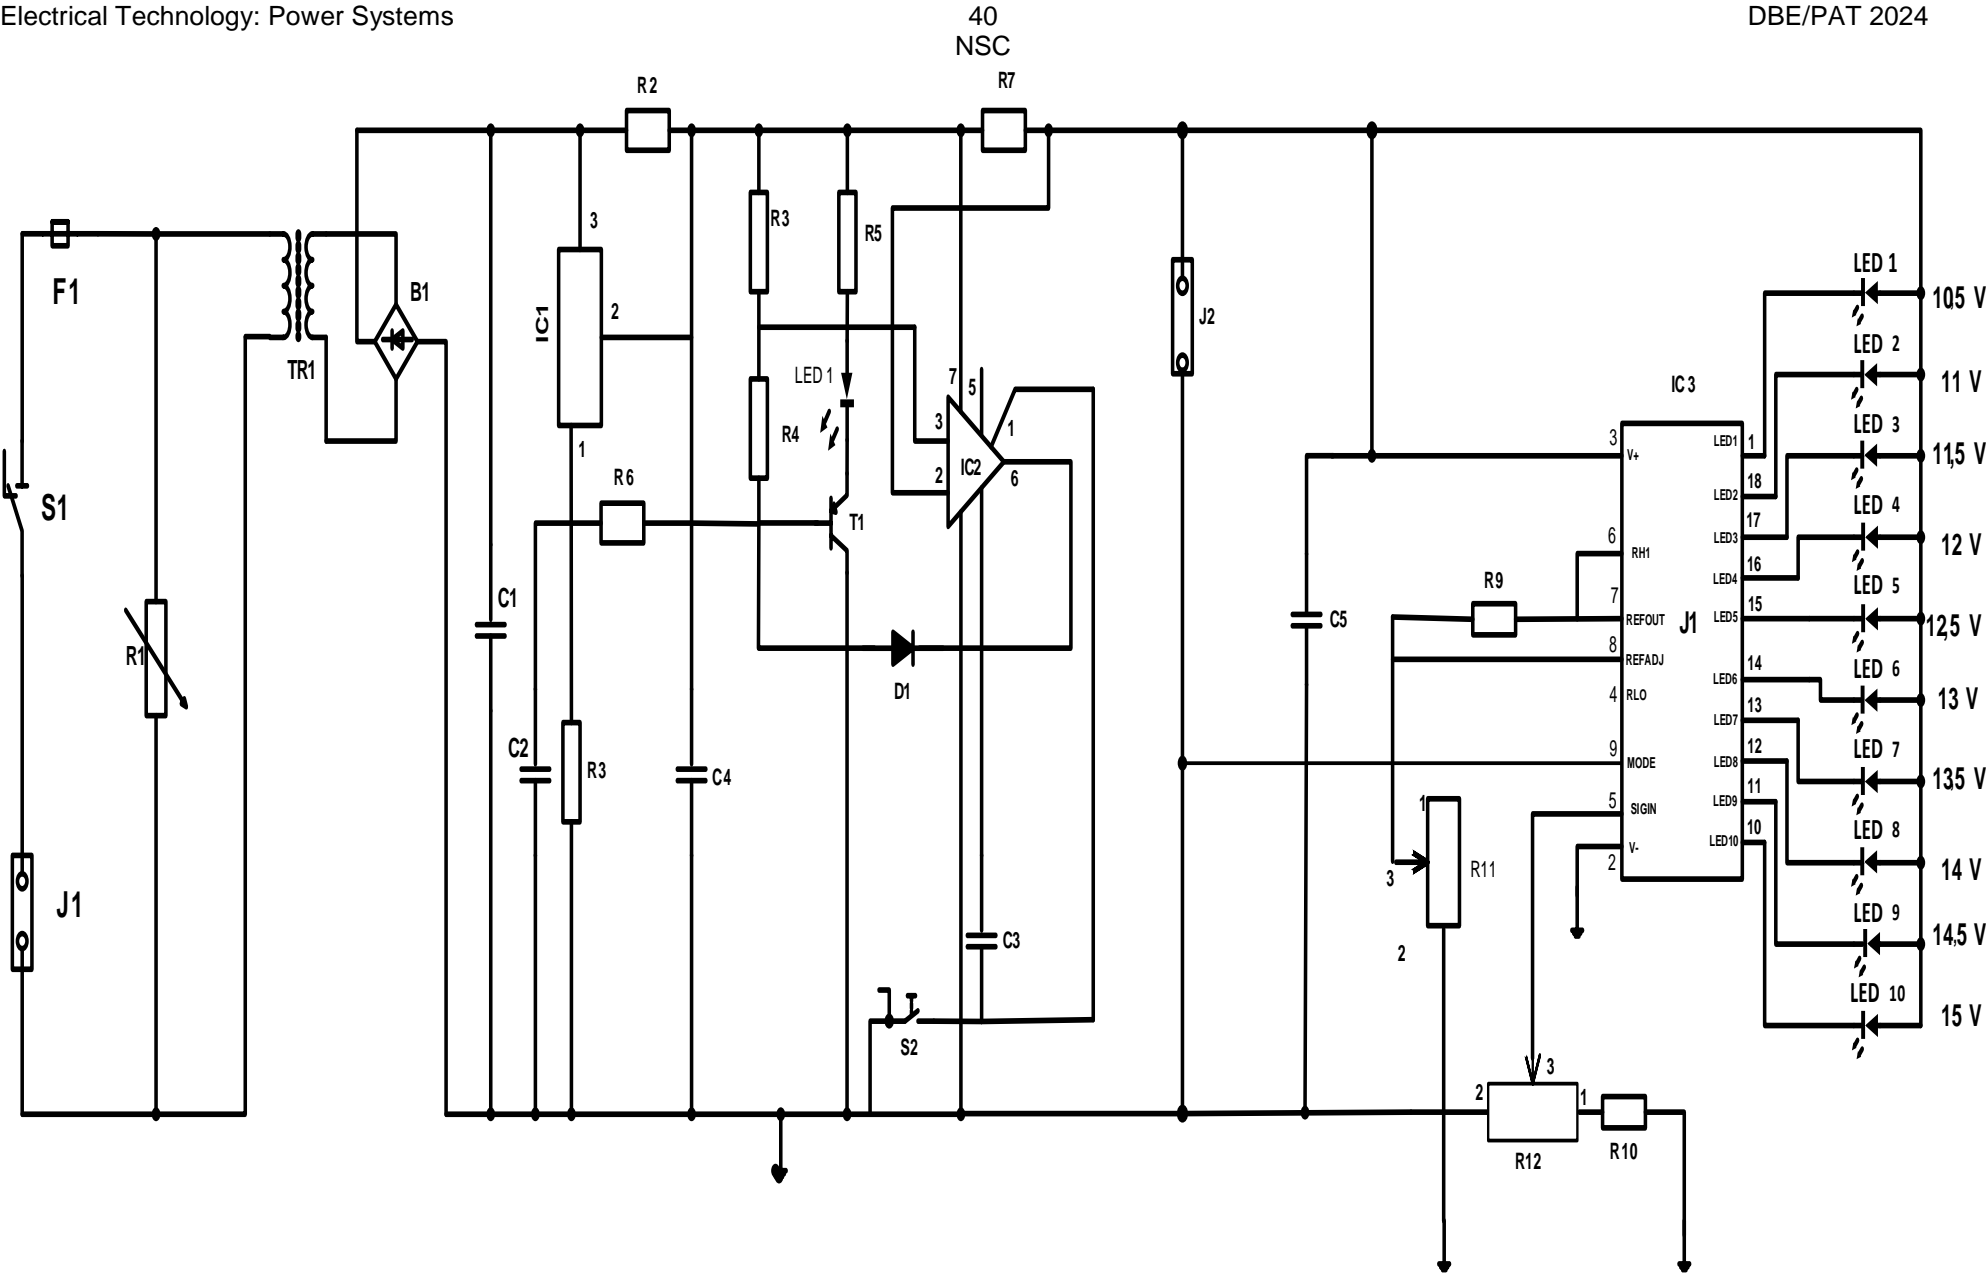 Electrical Technology: Power Systems 40 DBE/PAT 2024
NSC
R2 R7
3
R3
R5
F1
B1
IC1
2
TR1
J2
LED 1
10,5 V
LED 2
11 V
LED 1
7
5
IC 3
LED 3
11,5 V
R4
3
1
3
V+
LED1
1
1
R6
2
IC2
6
18
LED2
LED 4
12 V
S1
T1
17
LED3
6
RH1
16
LED4
LED 5
12,5 V
C1
R9
7
REFOUT
J1
15
LED5
C5
R1
8
REFADJ
14
LED6
LED 6
13 V
D1
4
RLO
13
LED7
C2
R3
C4
9
MODE
12
LED8
LED 7
13,5 V
5
SIGIN
11
LED9
1
LED 8
14 V
10
LED10
V-
2
3
R11
J1
LED 9
14,5 V
C3
2
LED 10
15 V
S2
3
2
1
R12
R10